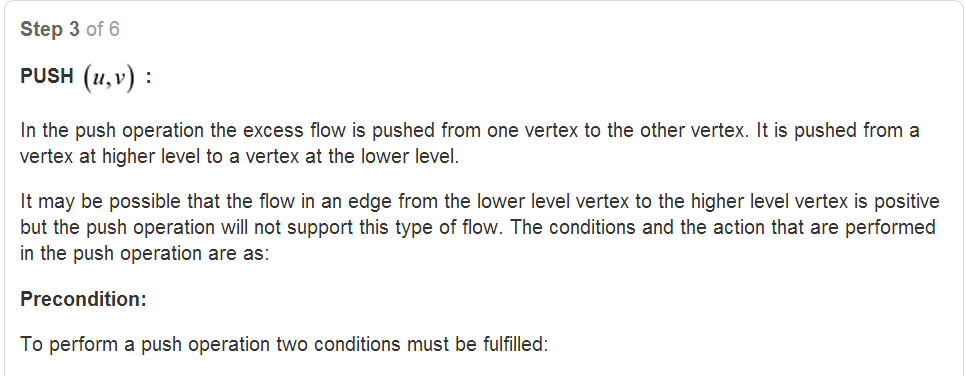 Step 3 of 6
PUSH (u,v) :
In the push operation the excess flow is pushed from one vertex to the other vertex. It is pushed from a
vertex at higher level to a vertex at the lower level.
It may be possible that the flow in an edge from the lower level vertex to the higher level vertex is positive
but the push operation will not support this type of flow. The conditions and the action that are performed
in the push operation are as:
Precondition:
To perform a push operation two conditions must be fulfilled: